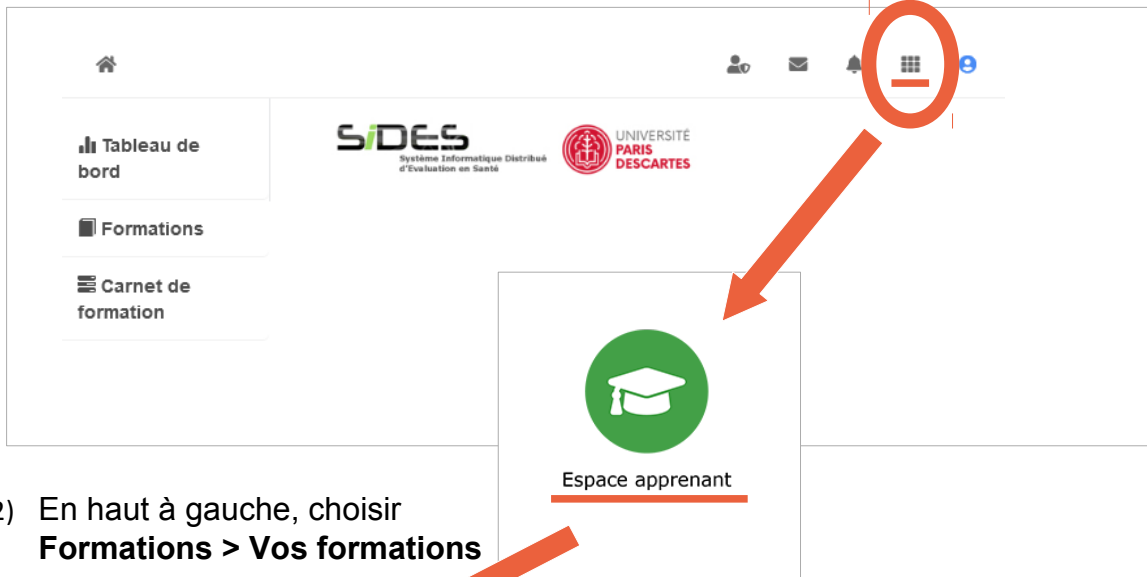 Tableau de
bord
Formations
Carnet de
formation
SiDES
Système Informatique Distribué
d'Evaluation en Santé
UNIVERSITÉ
PARIS
DESCARTES
Espace apprenant
2) En haut à gauche, choisir
Formations > Vos formations